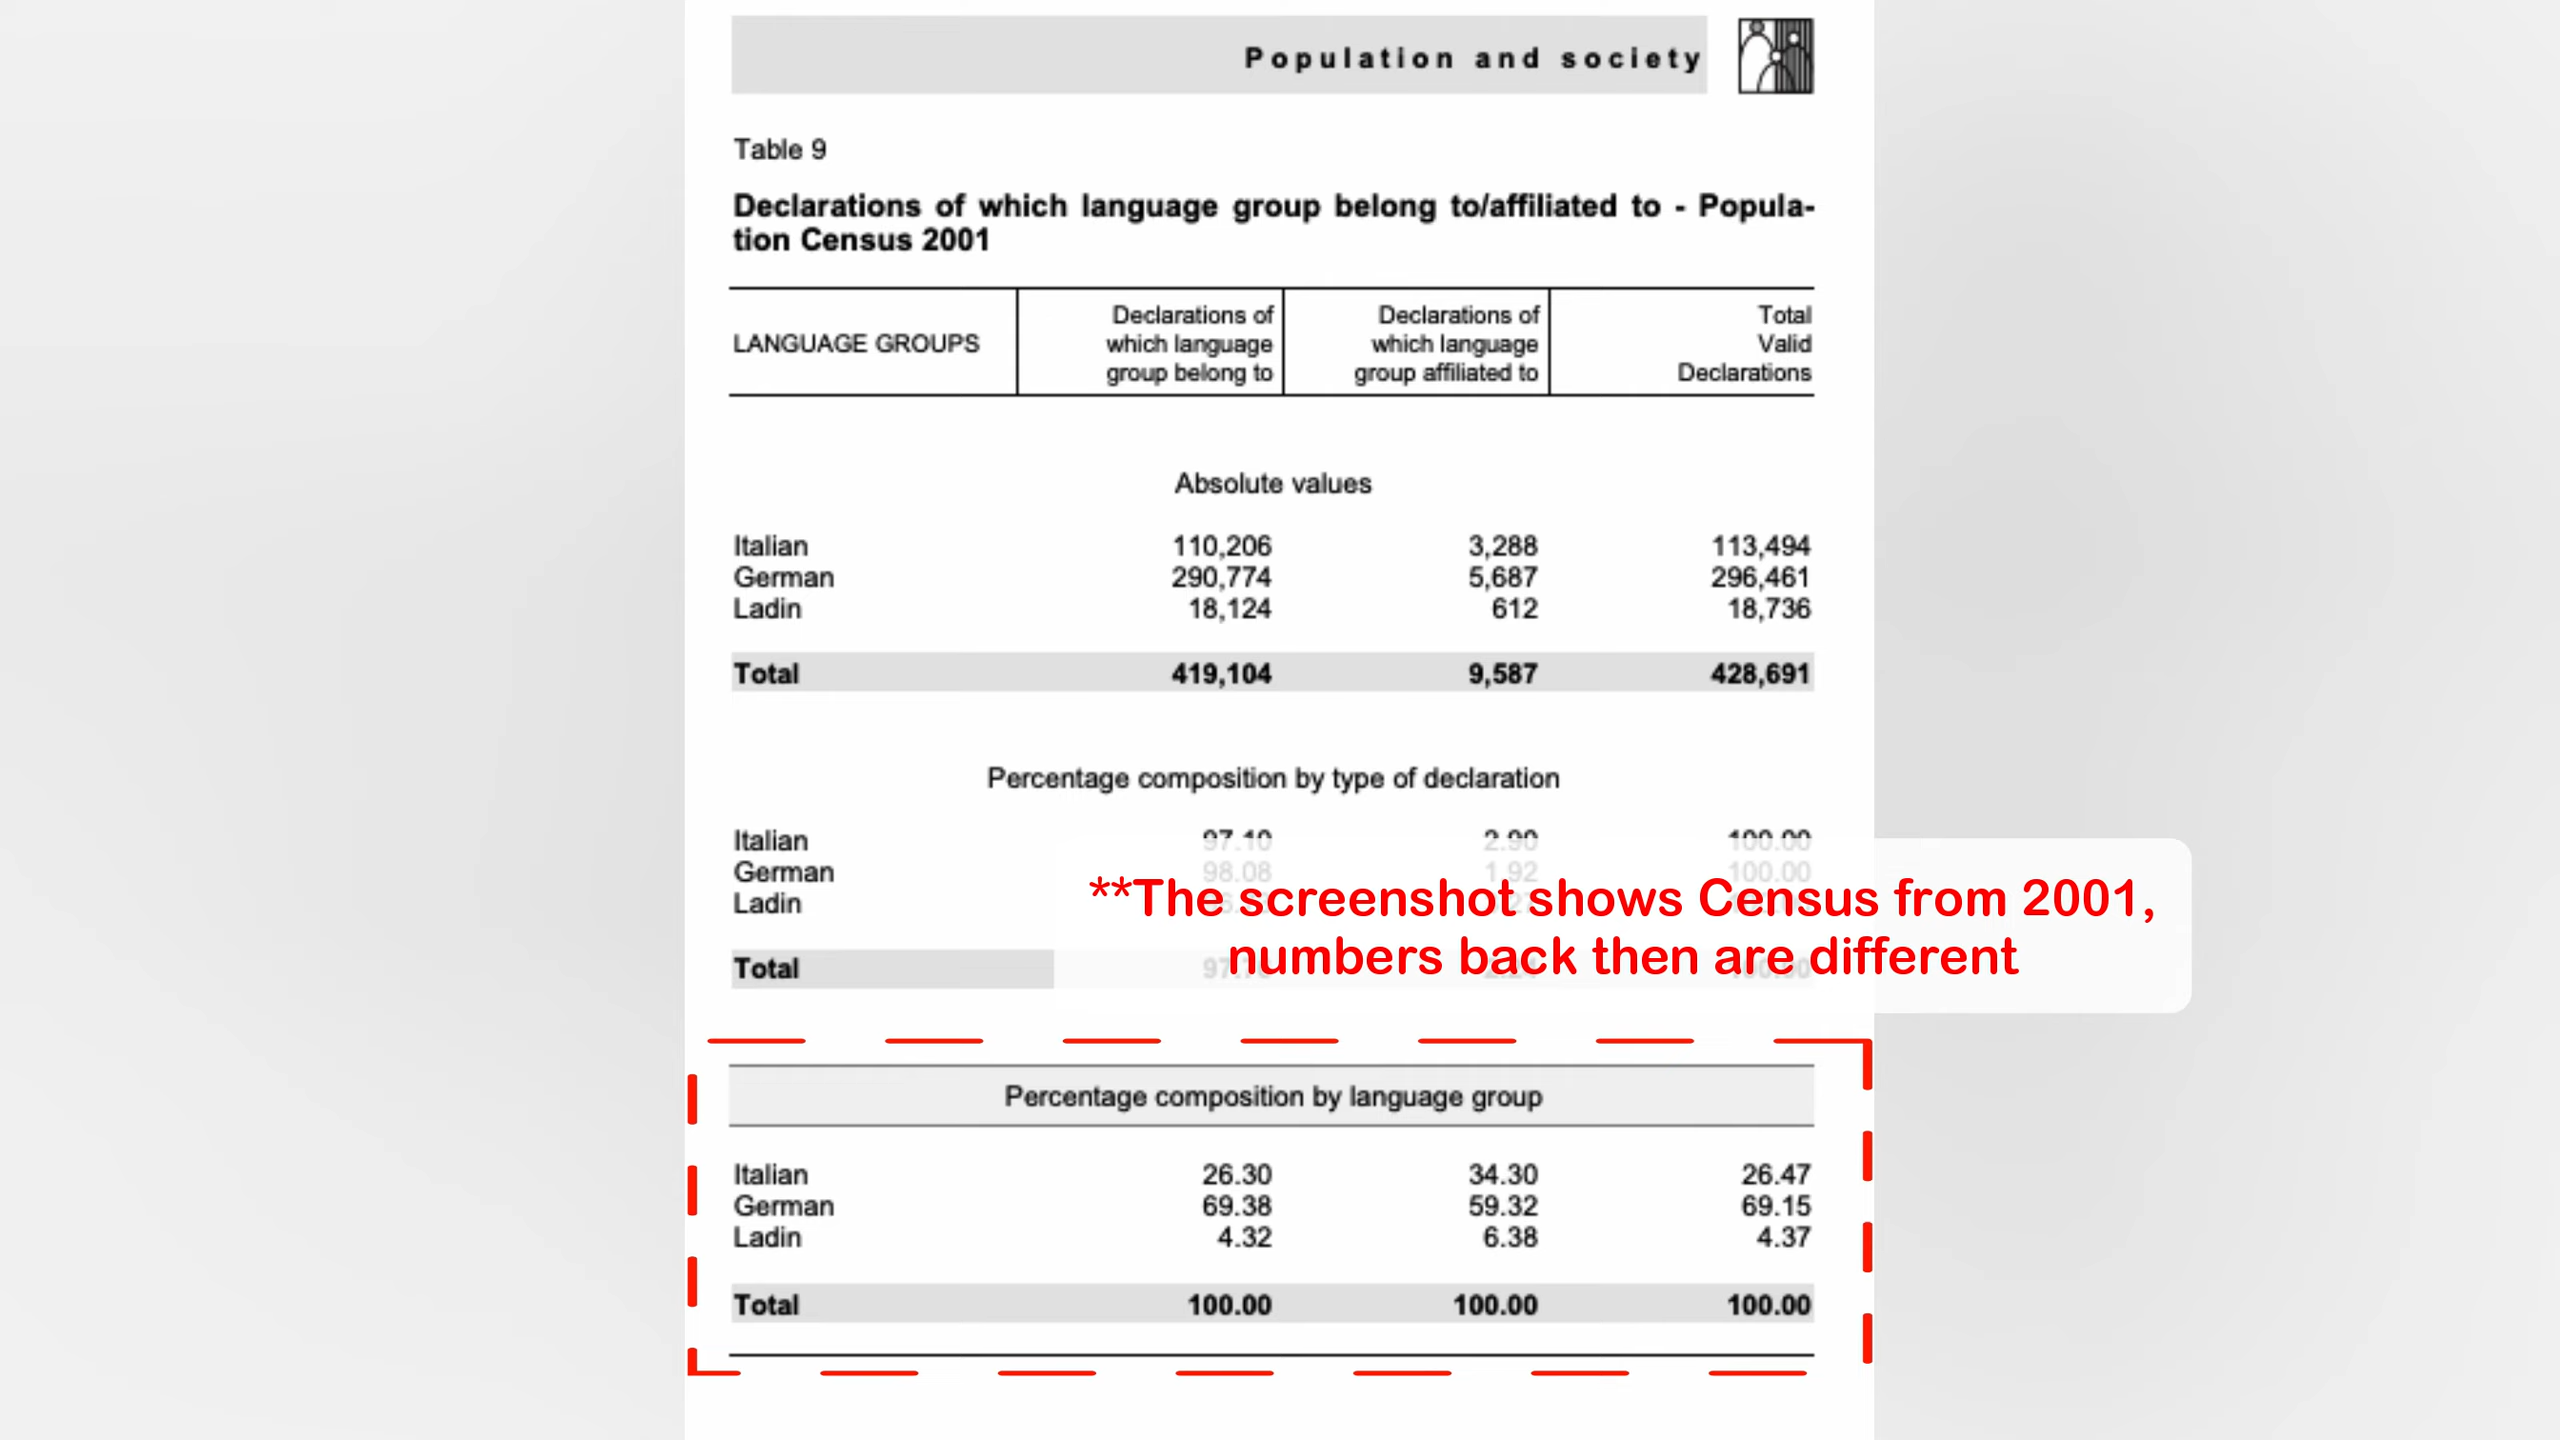 Population and society
Table 9
Declarations of which language group belong to/affiliated to - Popula-
tion Census 2001
LANGUAGE GROUPS
Declarations of
which language
group belong to
Declarations of
which language
group affiliated to
Total
Valid
Declarations
Absolute values
Italian 110,206 3,288 113,494
German 290,774 5,687 296,461
Ladin 18,124 612 18,736
Total 419,104 9,587 428,691
Percentage composition by type of declaration
Italian 97.10 2.90 100.00
German 98.08 1.92 100.00
Ladin
Total
**The screenshot shows Census from 2001,
numbers back then are different
Percentage composition by language group
Italian 26.30 34.30 26.47
German 69.38 59.32 69.15
Ladin 4.32 6.38 4.37
Total 100.00 100.00 100.00